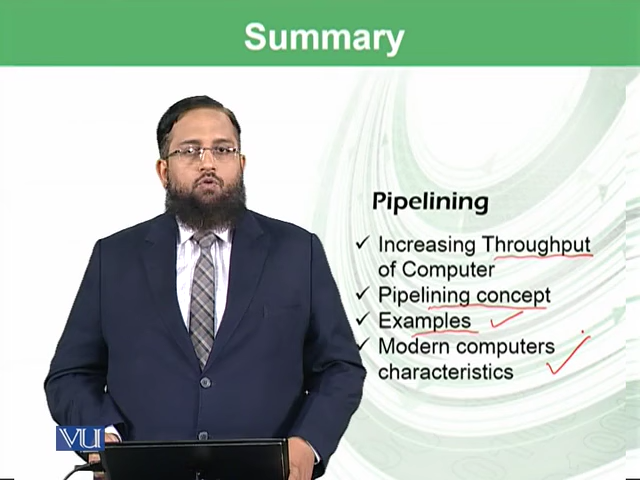 Summary
Pipelining
✓ Increasing Throughput
of Computer
✓ Pipelining concept
✓ Examples
✓ Modern computers
characteristics
VU